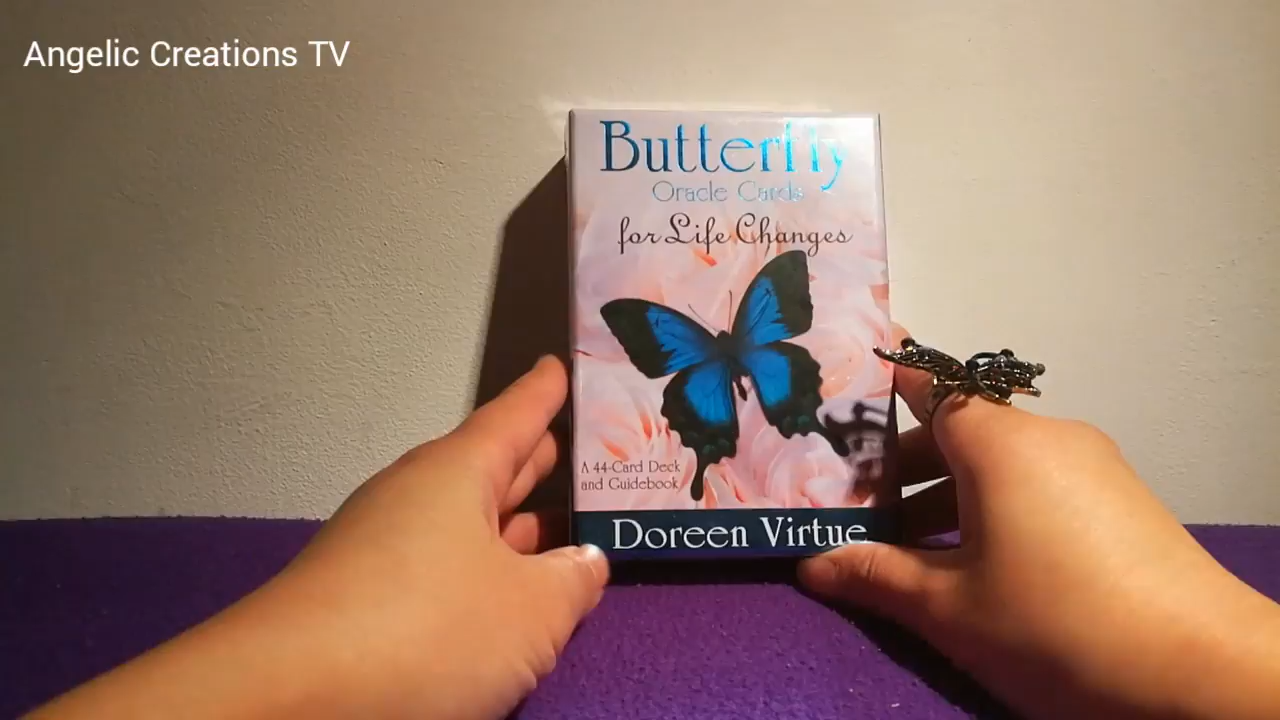 Angelic Creations TV
Butterfly
Oracle Cards
for Life Changes
A 44-Card Deck
and Guidebook
Doreen Virtue